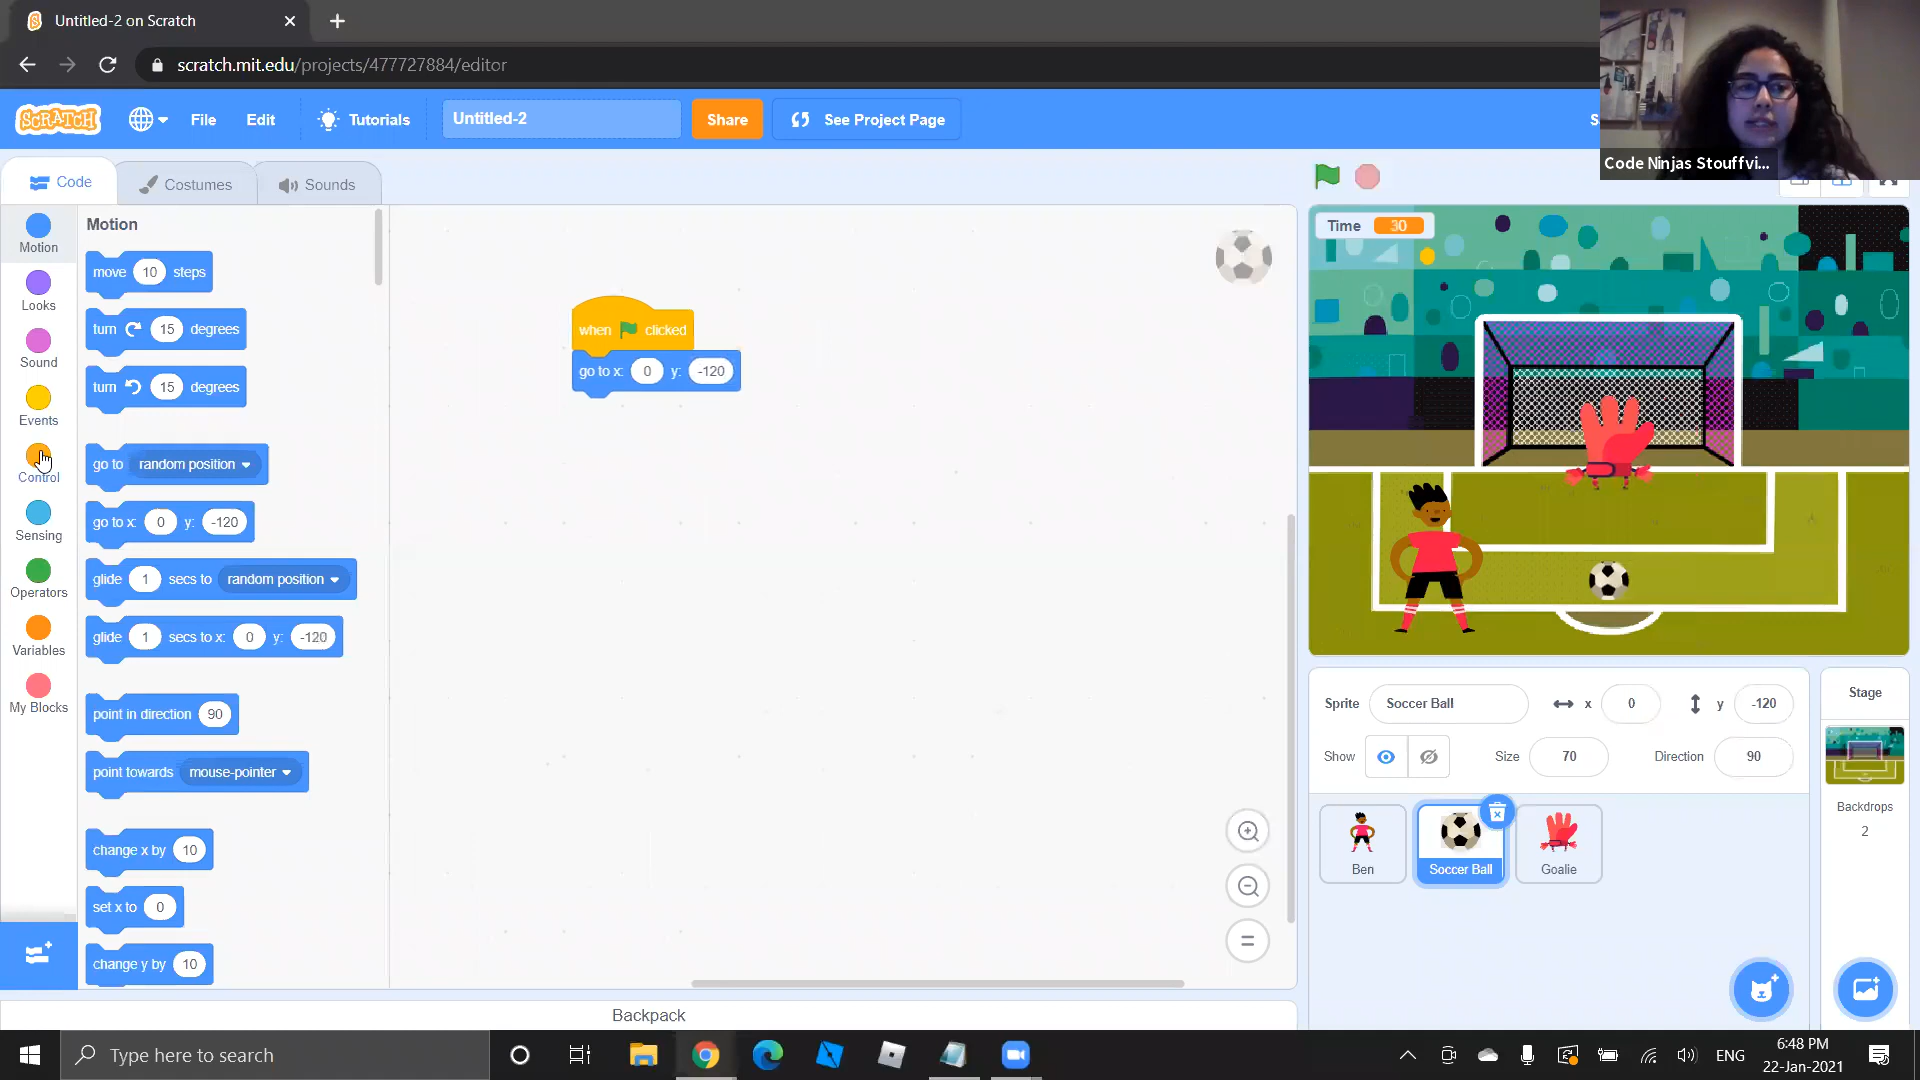 Untitled-2 on Scratch
scratch.mit.edu/projects/477727884/editor
SCRATCH
File
Edit
Tutorials
Untitled-2
Share
See Project Page
S
Code Ninjas Stouffvi...
Code
Costumes
Sounds
Motion
Looks
Sound
Events
Control
Sensing
Operators
Variables
My Blocks
Motion
move 10 steps
turn 15 degrees
turn 15 degrees
go to random position
go to x: 0 y: -120
glide 1 secs to random position
glide 1 secs to x: 0 y: -120
point in direction 90
point towards mouse-pointer
change x by 10
set x to 0
change y by 10
when clicked
go to x: 0 y: -120
Time 30
Sprite Soccer Ball x 0 y -120
Show Size 70 Direction 90
Ben
Soccer Ball
Goalie
Stage
Backdrops
2
Backpack
Type here to search
ENG
6:48 PM
22-Jan-2021